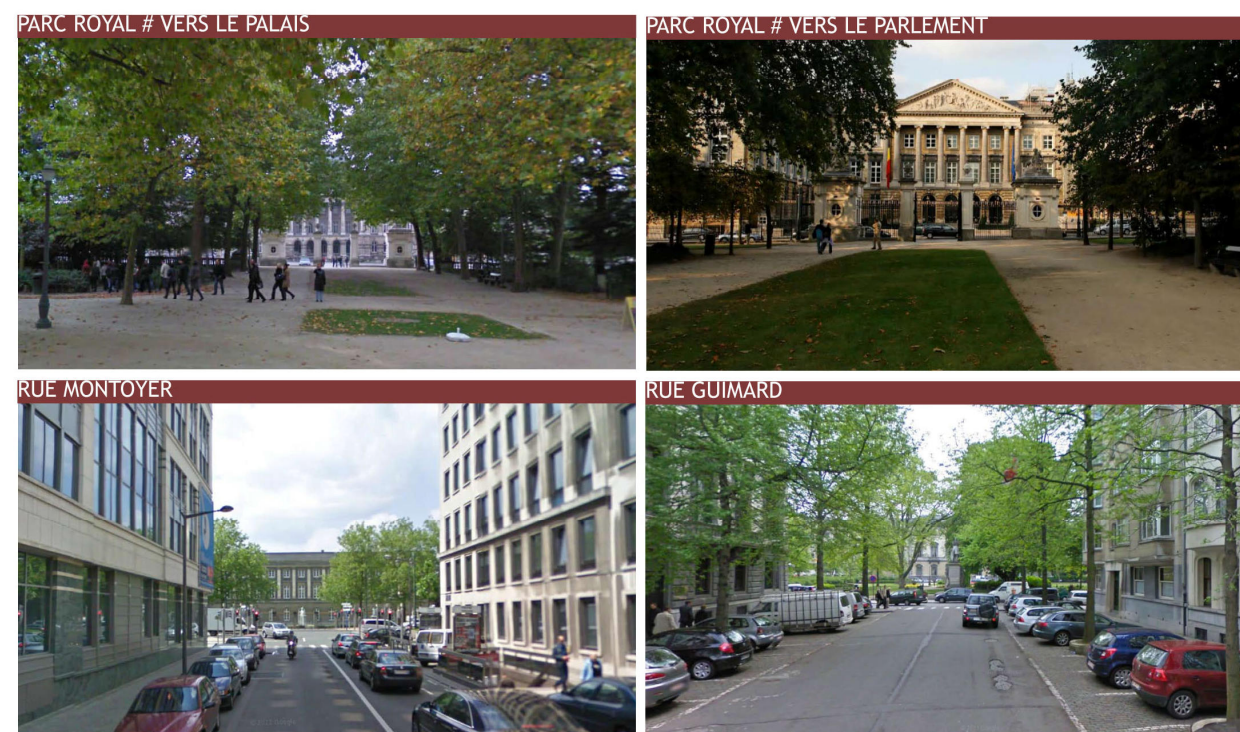 PARC ROYAL # VERS LE PALAIS
PARC ROYAL # VERS LE PARLEMENT
RUE MONTOYER
RUE GUIMARD